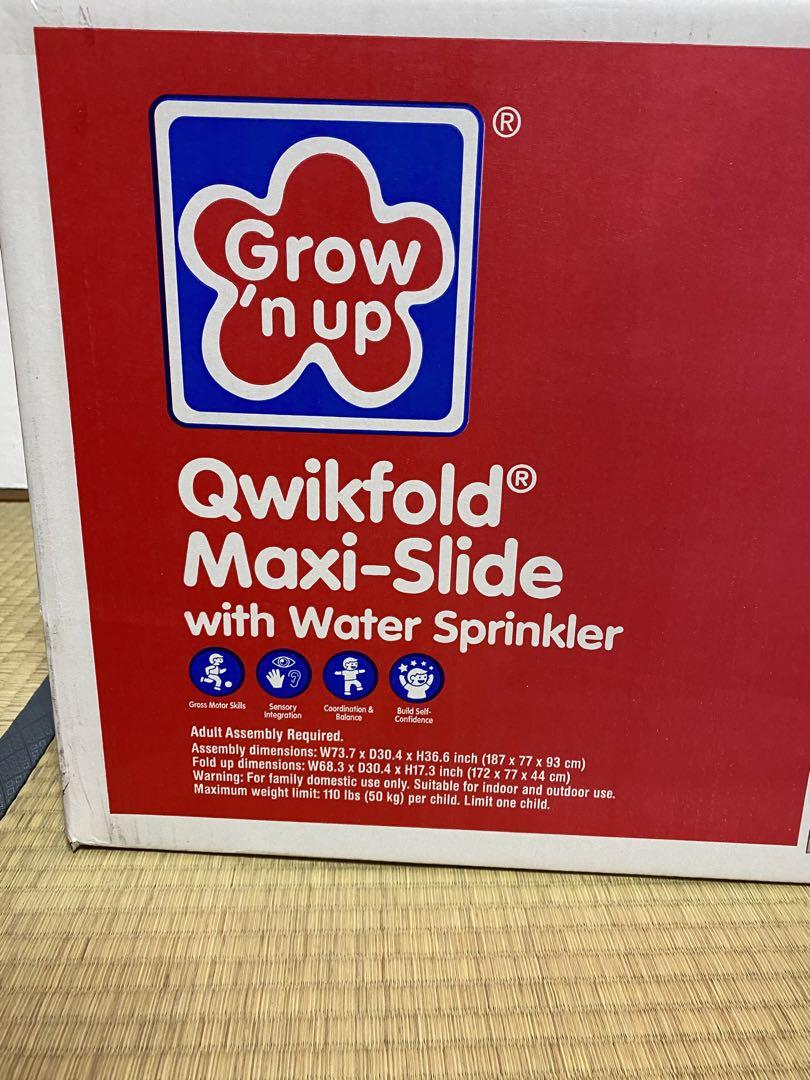 Grow
'n up
®
Qwikfold®
Maxi-Slide
with Water Sprinkler
Gross Motor Skills
Sensory
Integration
Coordination &
Balance
Build Self-
Confidence
Adult Assembly Required.
Assembly dimensions: W73.7 x D30.4 x H36.6 inch (187 x 77 x 93 cm)
Fold up dimensions: W68.3 x D30.4 x H17.3 inch (172 x 77 x 44 cm)
Warning: For family domestic use only. Suitable for indoor and outdoor use.
Maximum weight limit: 110 lbs (50 kg) per child. Limit one child.